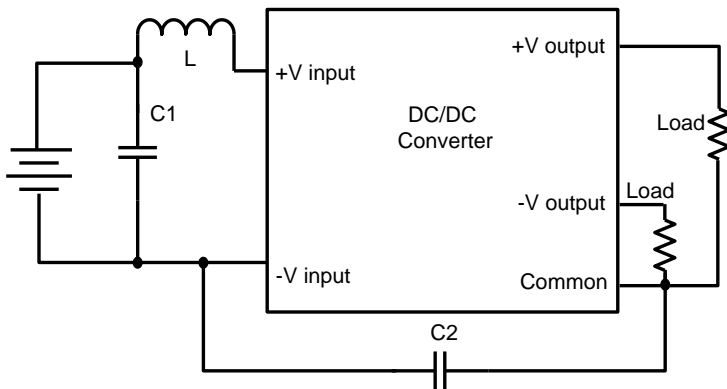 L
+V input
C1
-V input
DC/DC
Converter
+V output
-V output
Common
Load
Load
C2